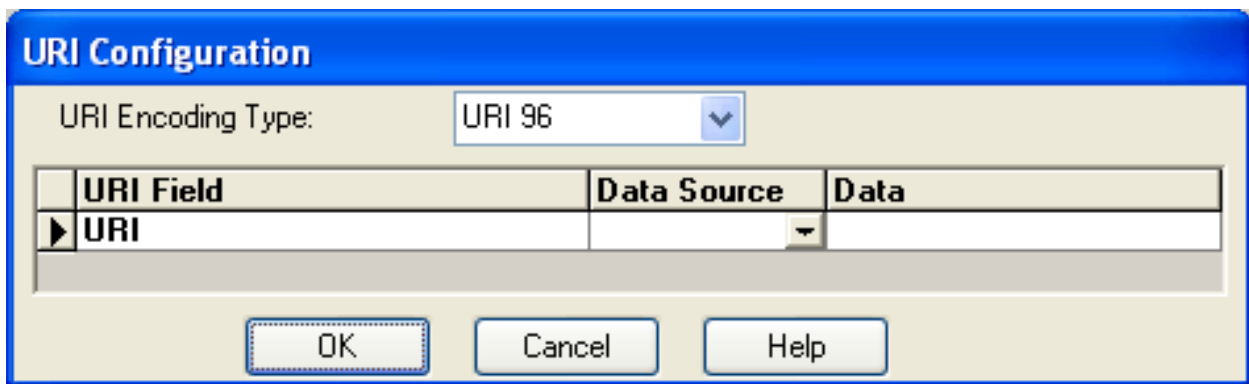 URI Configuration
URI Encoding Type: URI 96
URI Field Data Source Data
URI
OK Cancel Help